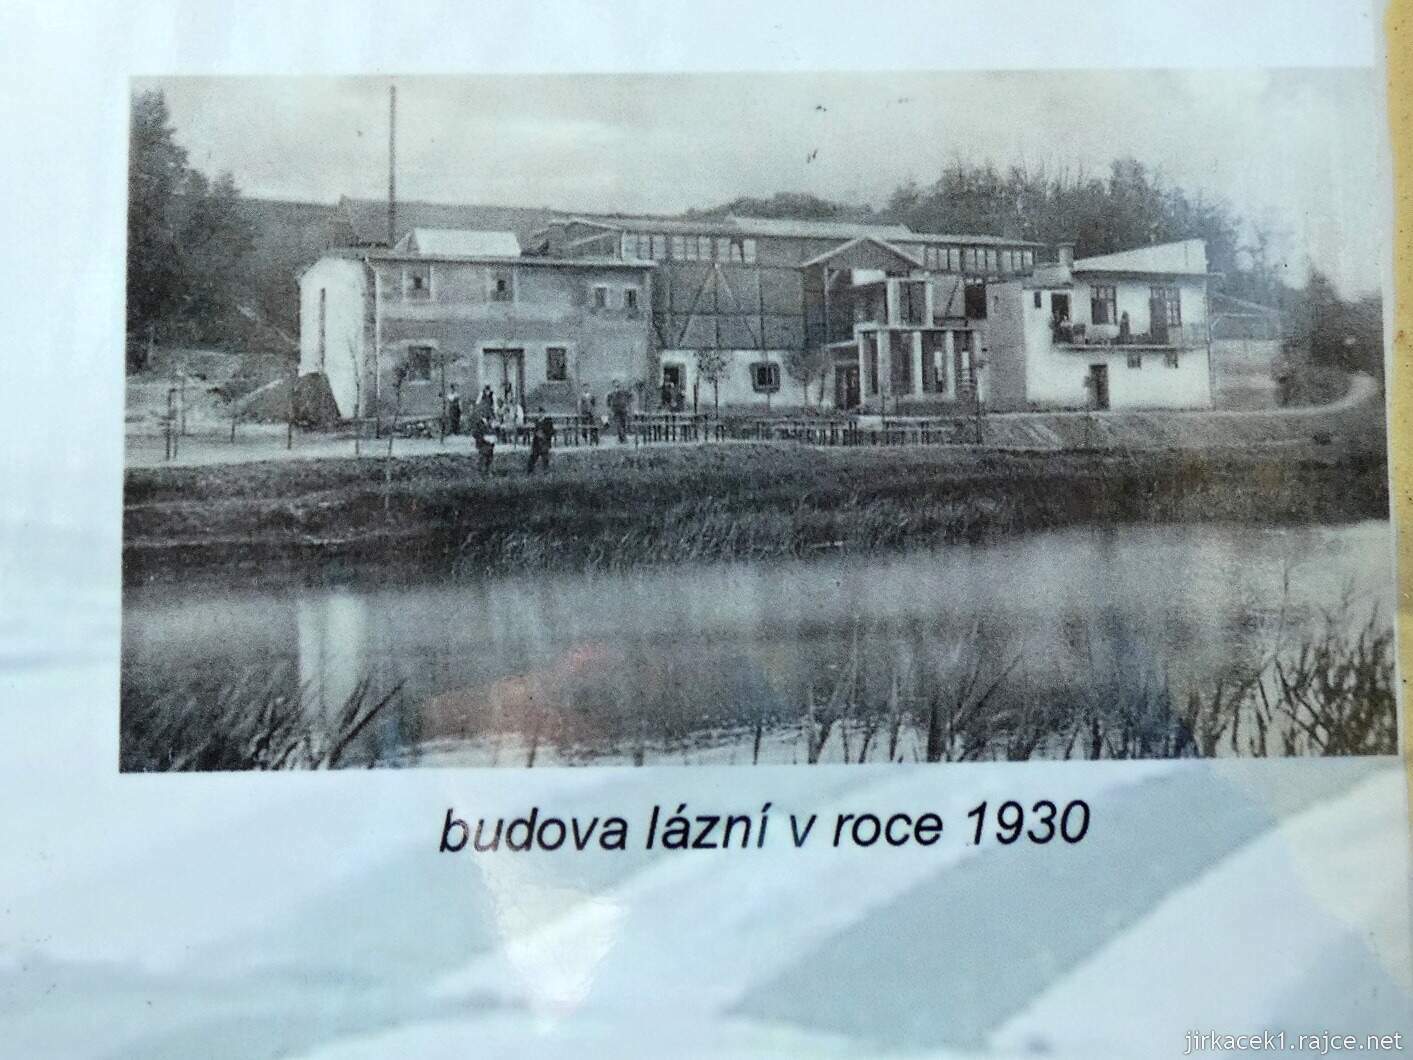 budova lázní v roce 1930
jirkacek1.rajce.net